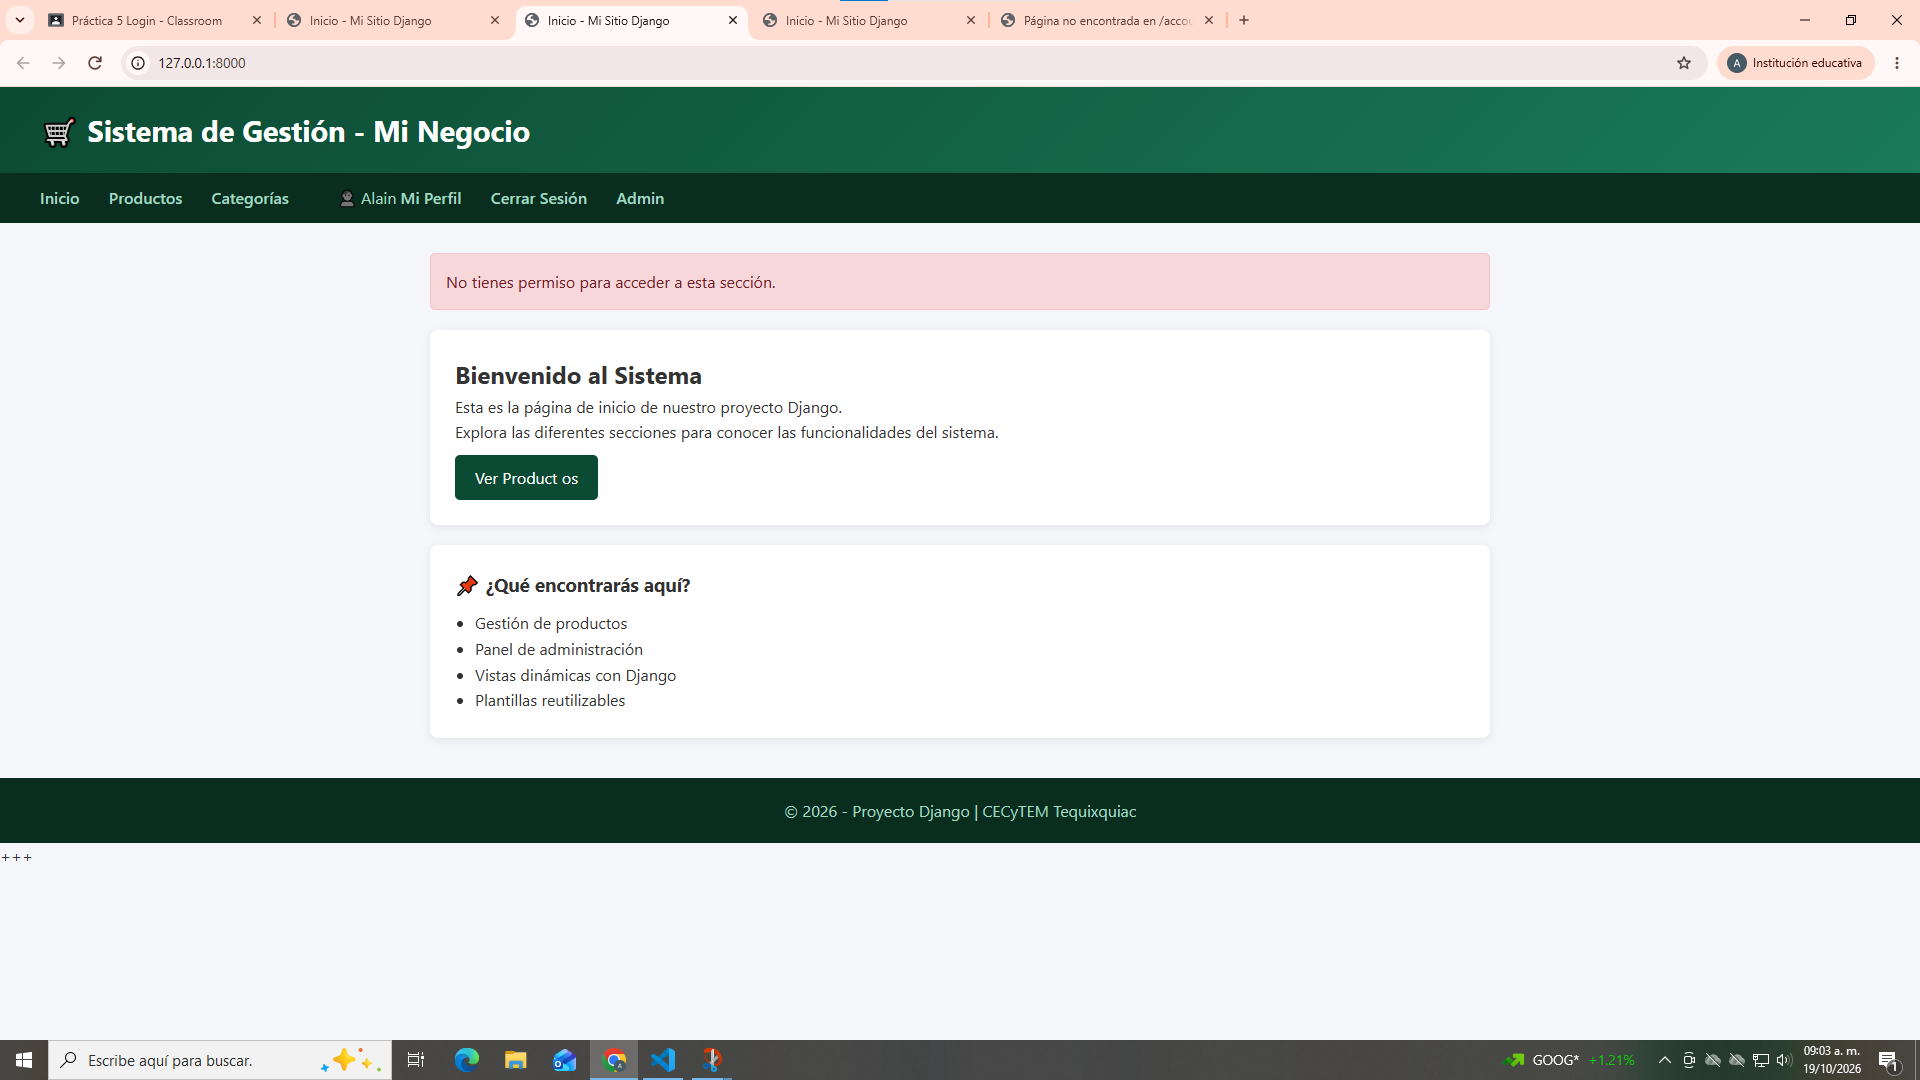 Práctica 5 Login - Classroom
Inicio - Mi Sitio Django
Inicio - Mi Sitio Django
Inicio - Mi Sitio Django
Página no encontrada en /accou
127.0.0.1:8000
A Institución educativa
Sistema de Gestión - Mi Negocio
Inicio Productos Categorías Alain Mi Perfil Cerrar Sesión Admin
No tienes permiso para acceder a esta sección.
Bienvenido al Sistema
Esta es la página de inicio de nuestro proyecto Django.
Explora las diferentes secciones para conocer las funcionalidades del sistema.
Ver Product os
¿Qué encontrarás aquí?
• Gestión de productos
• Panel de administración
• Vistas dinámicas con Django
• Plantillas reutilizables
© 2026 - Proyecto Django | CECyTEM Tequixquiac
+++
Escribe aquí para buscar.
GOOG* +1.21%
09:03 a. m.
19/10/2026
1